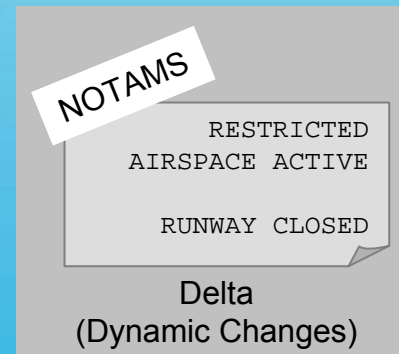 NOTAMS
RESTRICTED
AIRSPACE ACTIVE
RUNWAY CLOSED
Delta
(Dynamic Changes)